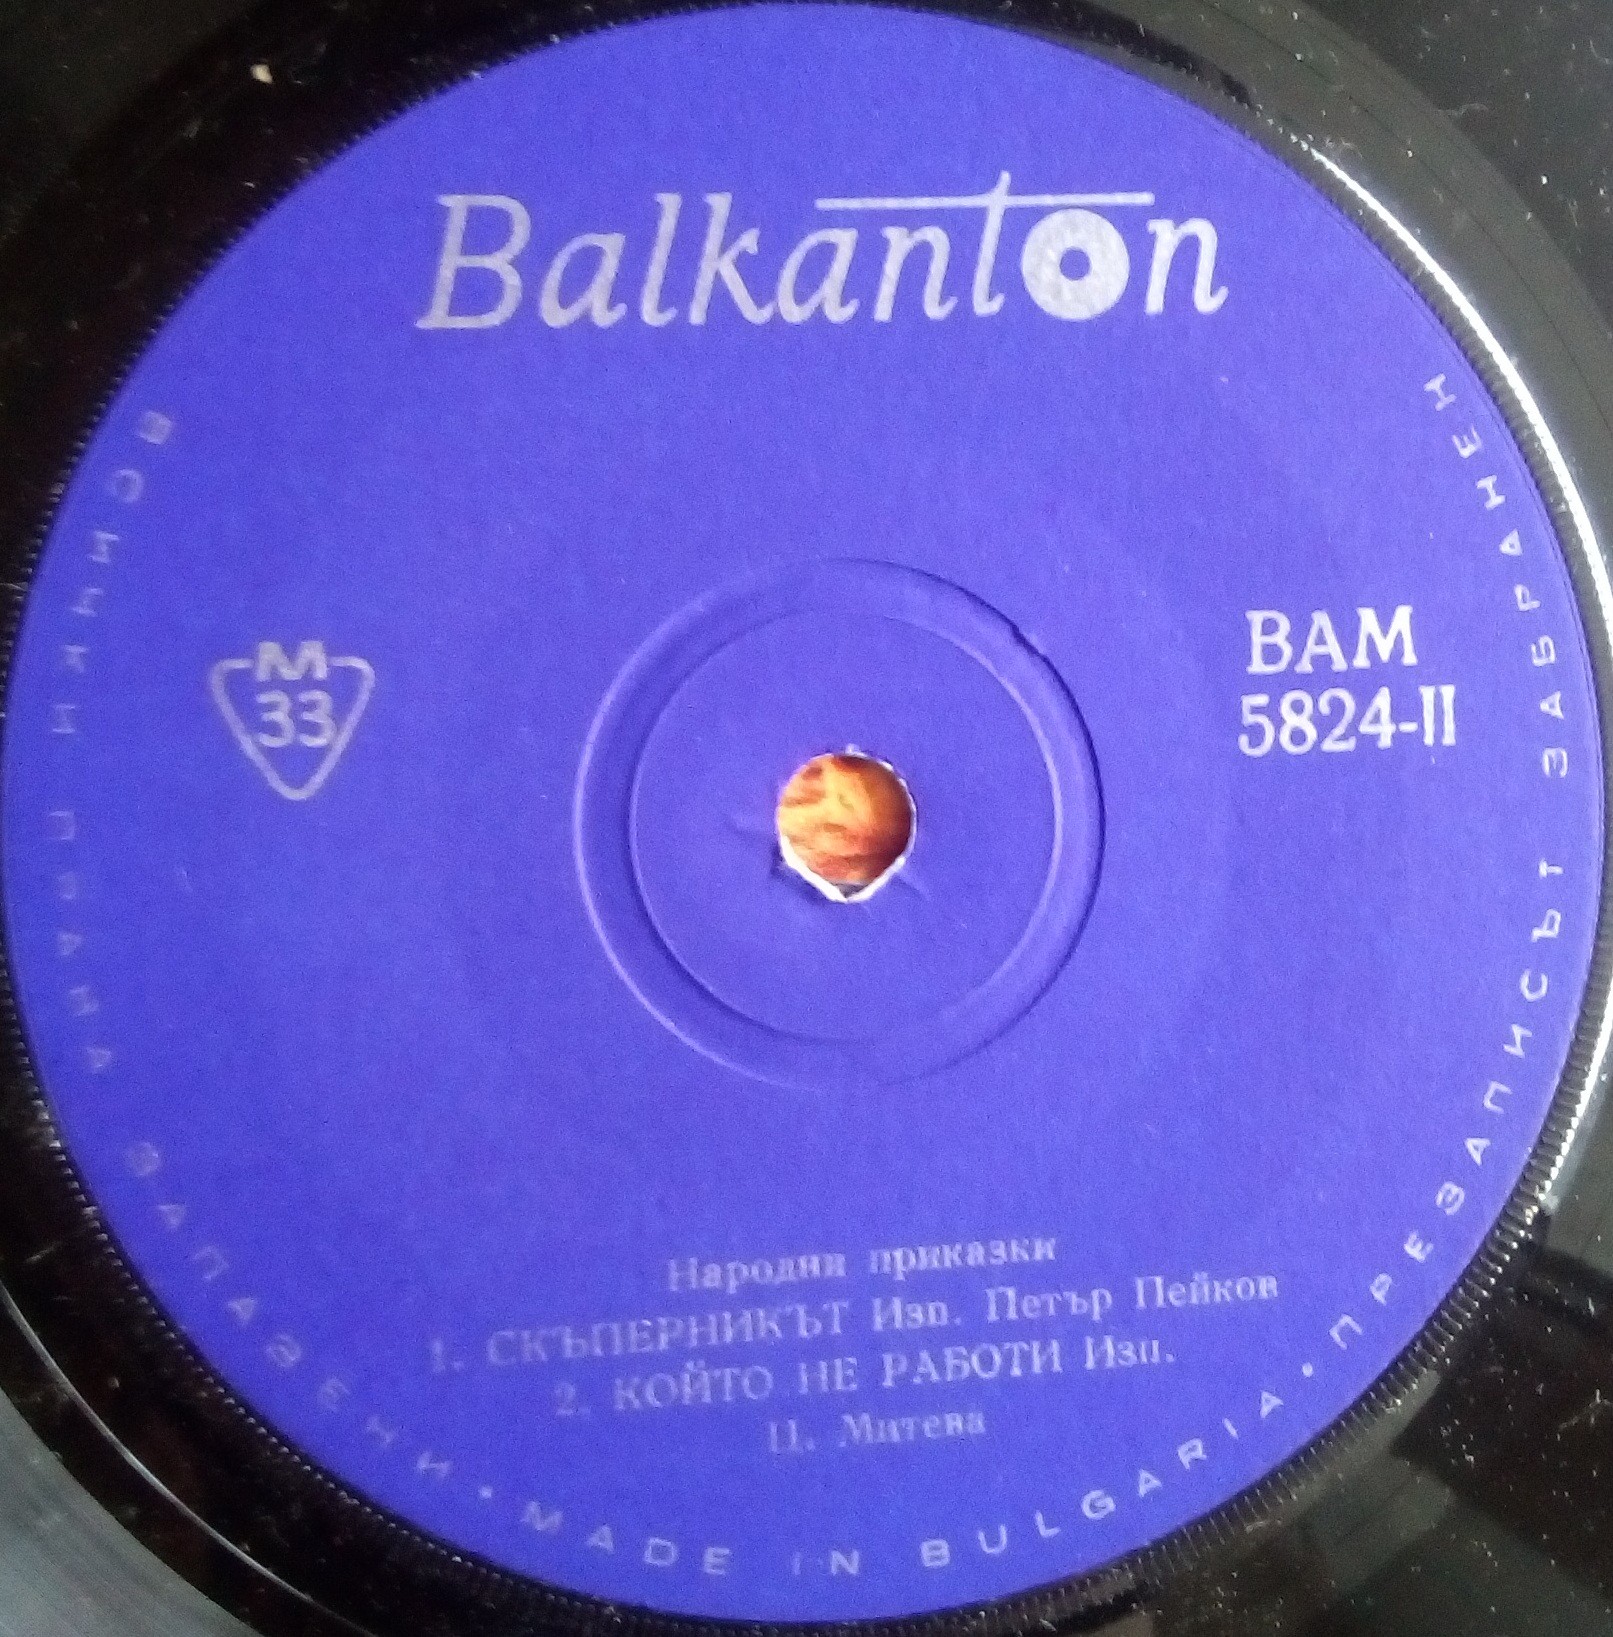 Balkanton
M
33
ВАМ
5824-II
Народни приказки
1. СКЪПЕРНИКЪТ Изп. Петър Пейков
2. КОЙТО НЕ РАБОТИ Изп.
Ц. Митева
ВСИЧКИ ПРАВА ЗАПАЗЕНИ • MADE IN BULGARIA • ПРЕЗАПИСЪТ ЗАБРАНЕН